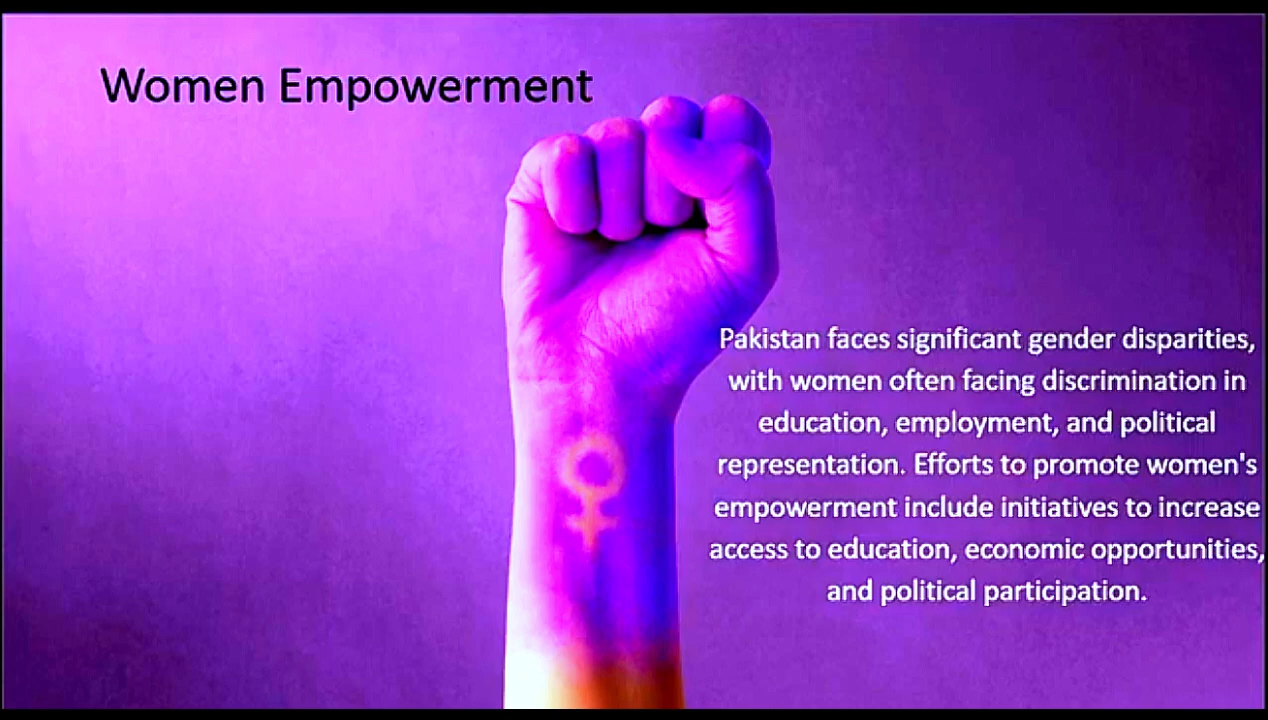 Women Empowerment
Pakistan faces significant gender disparities,
with women often facing discrimination in
education, employment, and political
representation. Efforts to promote women's
empowerment include initiatives to increase
access to education, economic opportunities,
and political participation.